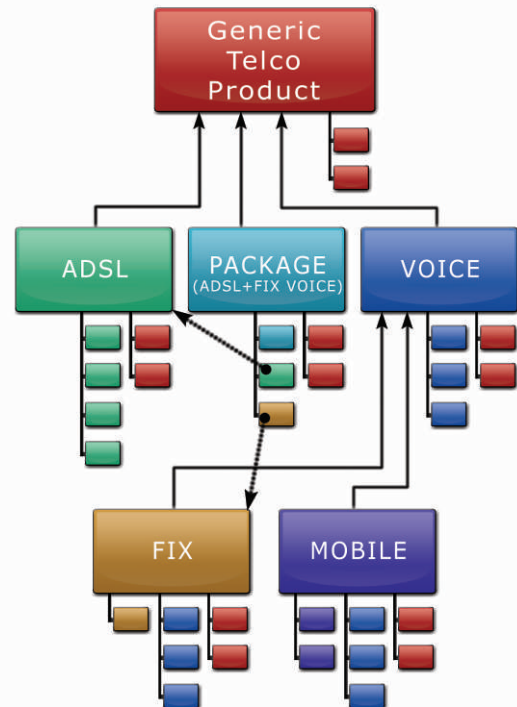 Generic
Telco
Product
ADSL
PACKAGE
(ADSL+FIX VOICE)
VOICE
FIX
MOBILE